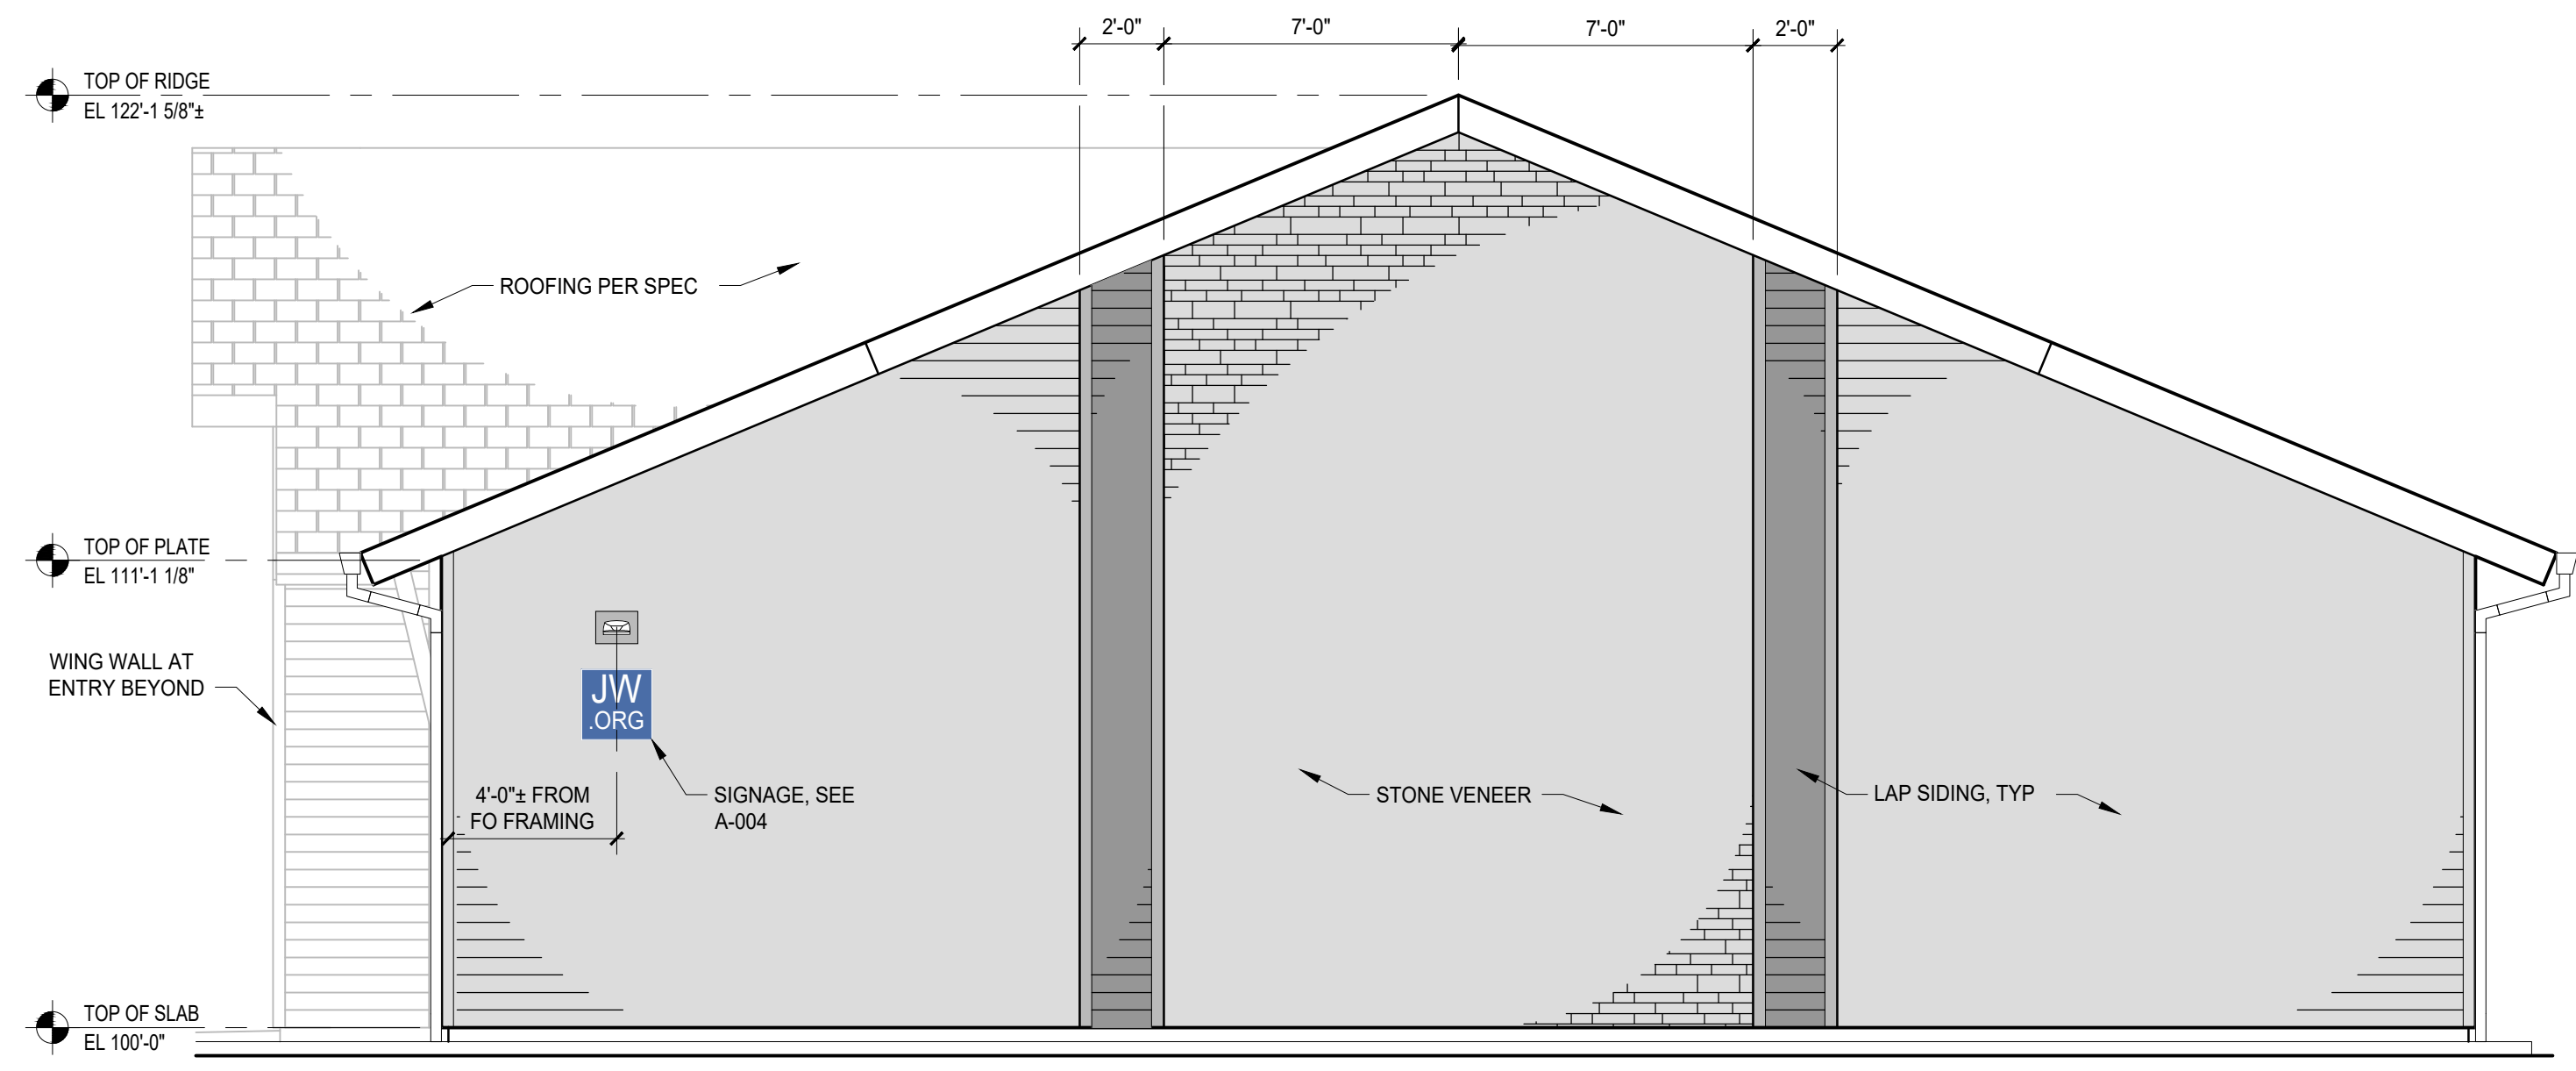 2'-0"
7'-0"
7'-0"
2'-0"
TOP OF RIDGE
EL 122'-1 5/8"±
ROOFING PER SPEC
TOP OF PLATE
EL 111'-1 1/8"
WING WALL AT
ENTRY BEYOND
JW
.ORG
4'-0"± FROM
FO FRAMING
SIGNAGE, SEE
A-004
STONE VENEER
LAP SIDING, TYP
TOP OF SLAB
EL 100'-0"